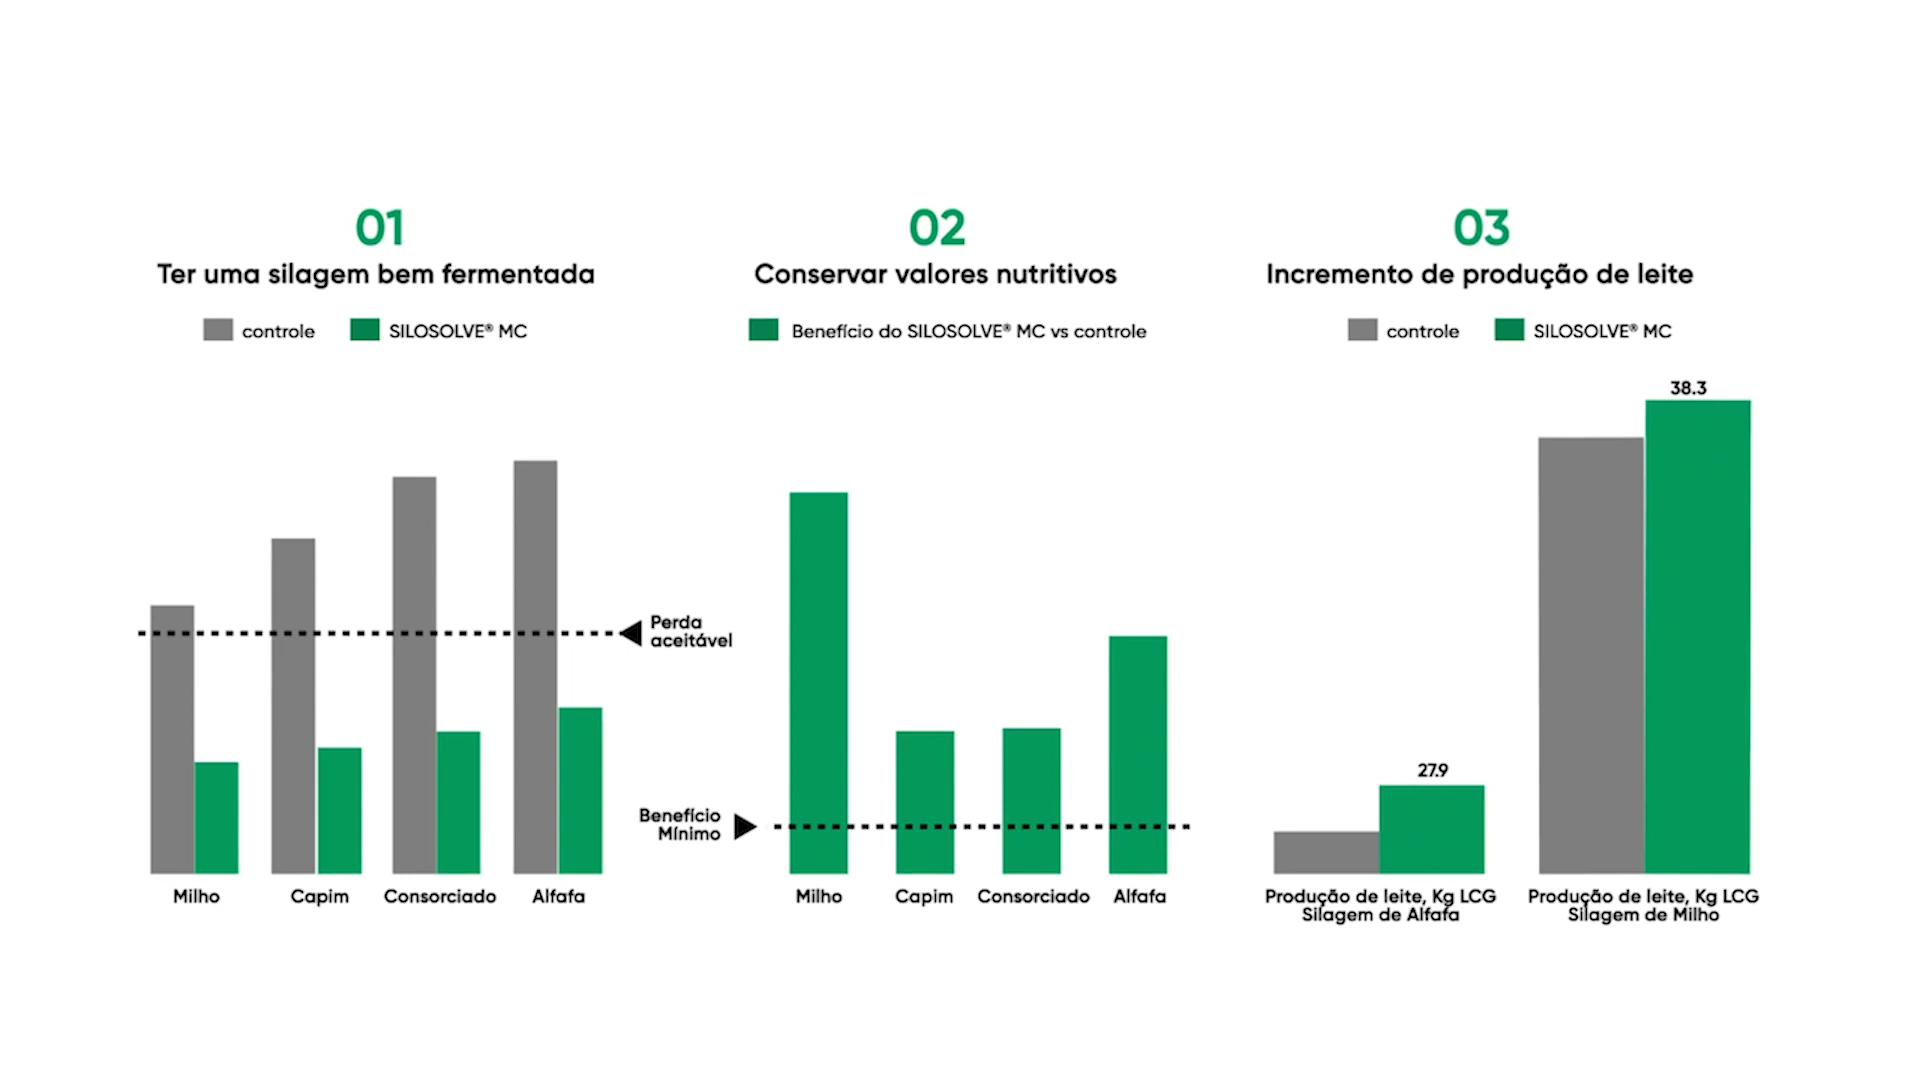 01
Ter uma silagem bem fermentada
controle
SILOSOLVE® MC
Perda
aceitável
Milho
Capim
Consorciado
Alfafa
02
Conservar valores nutritivos
Benefício do SILOSOLVE® MC vs controle
Benefício
Mínimo
Milho
Capim
Consorciado
Alfafa
03
Incremento de produção de leite
controle
SILOSOLVE® MC
27.9
38.3
Produção de leite, Kg LCG
Silagem de Alfafa
Produção de leite, Kg LCG
Silagem de Milho